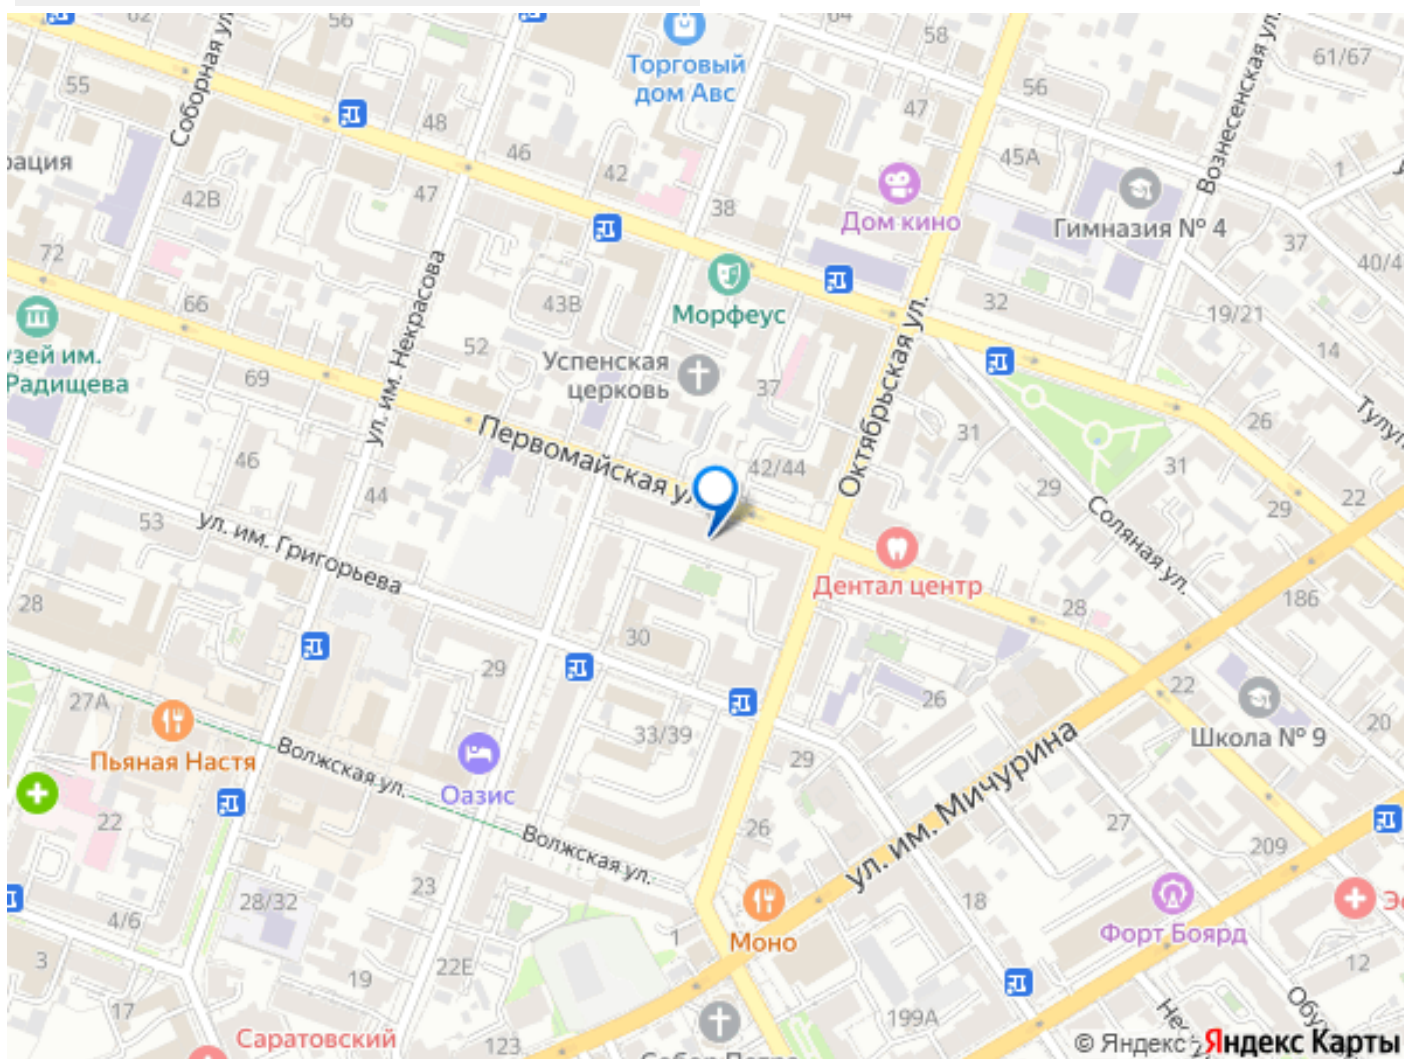 56
64
58
61/67
Соборная ул.
Торговый
дом Авс
55
56
47
48
Вознесенская ул.
46
45А
рация
42
1
47
42В
38
Дом кино
Гимназия № 4
72
37
40/4
ул. им. Некрасова
66
43В
Морфеус
32
19/21
узей им.
Радищева
69
52
Успенская
церковь
37
Октябрьская ул.
14
26
31
Первомайская ул.
46
42/44
31
44
29
22
29
53
ул. им. Григорьева
Соляная ул.
Дентал центр
28
186
28
30
29
22
26
27А
33/39
20
Школа № 9
Пьяная Настя
Волжская ул.
29
ул. им. Мичурина
Оазис
22
26
27
Волжская ул.
209
23
28/32
18
4/6
Моно
1
Форт Боярд
3
22Е
19
12
17
199А
Саратовский
123
© Яндекс
Яндекс Карты